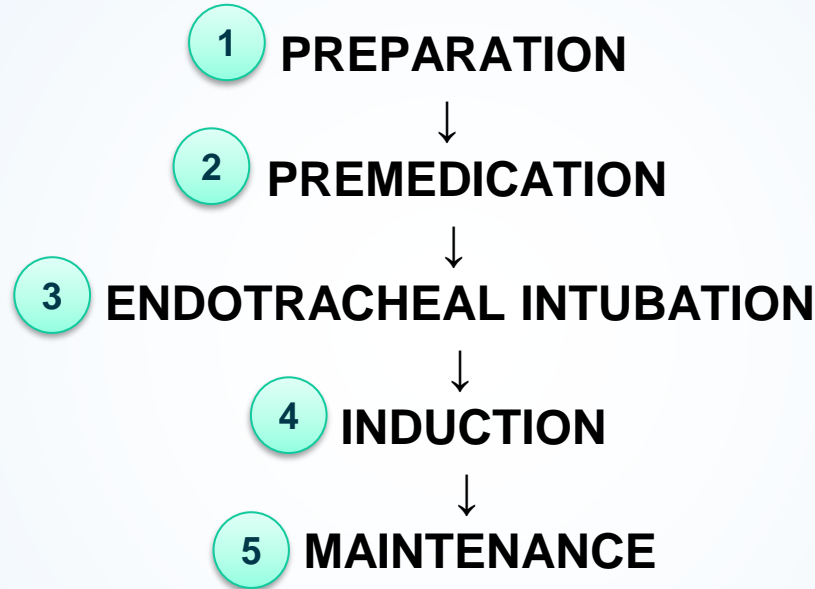 1 PREPARATION
↓
2 PREMEDICATION
↓
3 ENDOTRACHEAL INTUBATION
↓
4 INDUCTION
↓
5 MAINTENANCE